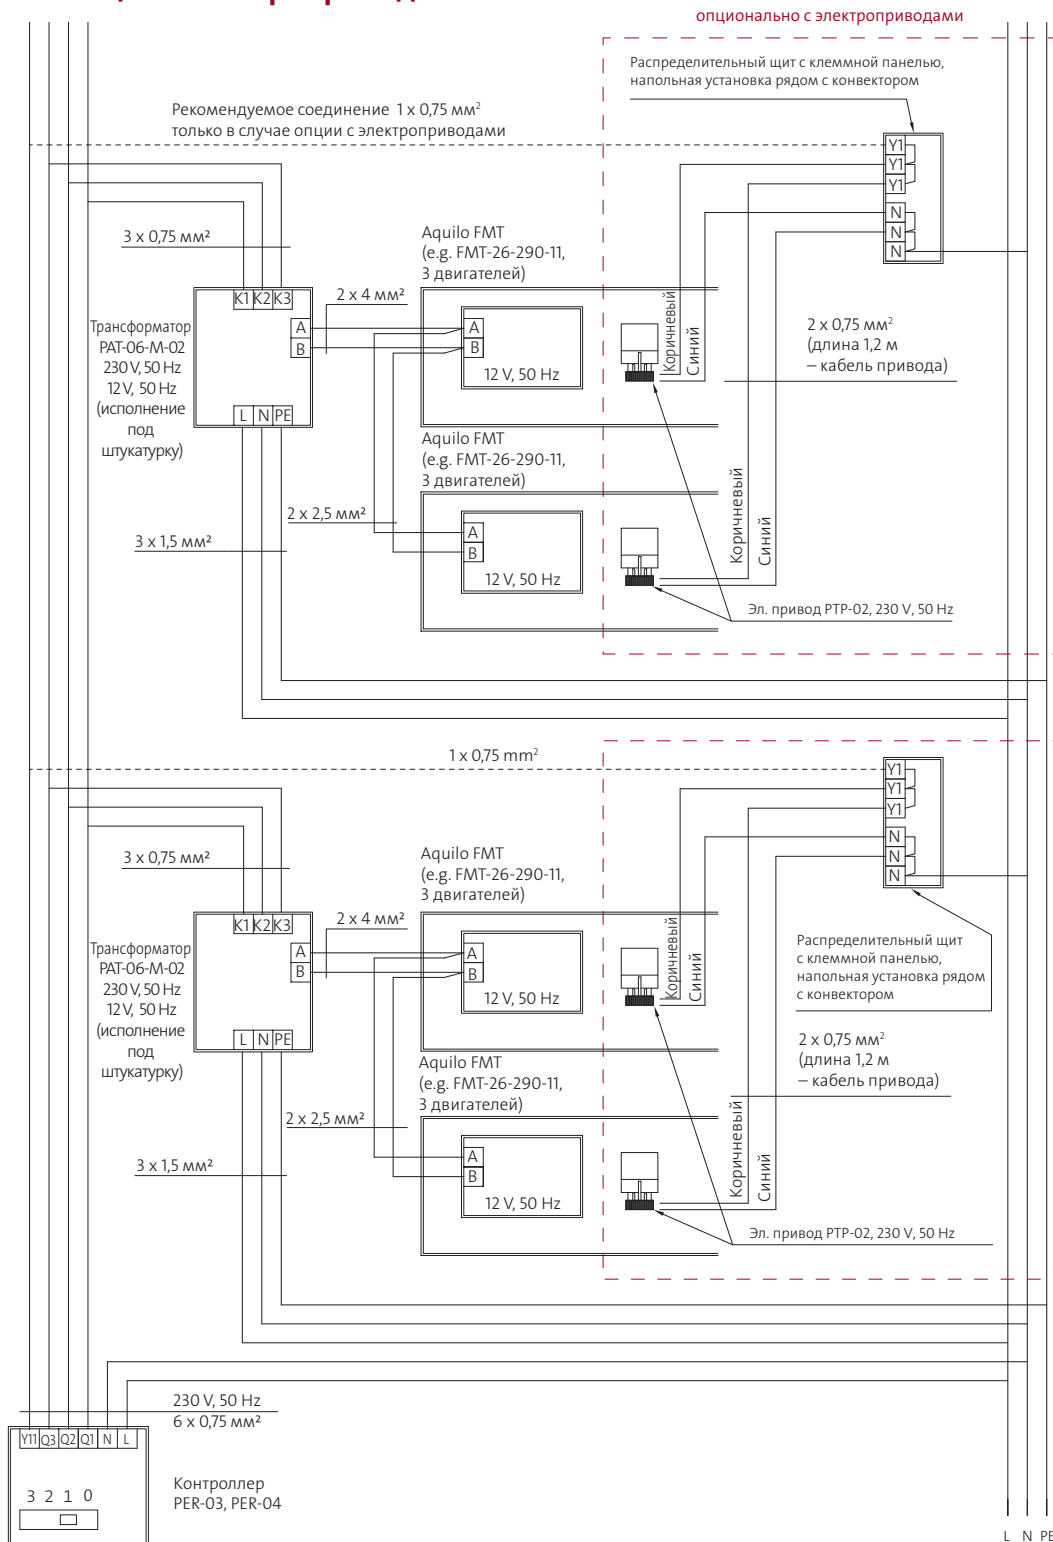 опционально с электроприводами
Распределительный щит с клеммной панелью,
напольная установка рядом с конвектором
Рекомендуемое соединение 1 x 0,75 мм²
только в случае опции с электроприводами
Y1
Y1
Y1
N
N
N
3 x 0,75 мм²
Aquilo FMT
(e.g. FMT-26-290-11,
3 двигателей)
K1 K2 K3
2 x 4 мм²
A
B
Трансформатор
PAT-06-M-02
230 V, 50 Hz
12 V, 50 Hz
(исполнение
под
штукатурку)
L N PE
A
B
12 V, 50 Hz
Коричневый
Синий
2 x 0,75 мм²
(длина 1,2 м
– кабель привода)
Aquilo FMT
(e.g. FMT-26-290-11,
3 двигателей)
2 x 2,5 мм²
3 x 1,5 мм²
A
B
12 V, 50 Hz
Коричневый
Синий
Эл. привод PTP-02, 230 V, 50 Hz
1 x 0,75 mm²
Y1
Y1
Y1
N
N
N
3 x 0,75 мм²
Aquilo FMT
(e.g. FMT-26-290-11,
3 двигателей)
K1 K2 K3
2 x 4 мм²
A
B
Трансформатор
PAT-06-M-02
230 V, 50 Hz
12 V, 50 Hz
(исполнение
под
штукатурку)
L N PE
A
B
12 V, 50 Hz
Коричневый
Синий
Распределительный щит
с клеммной панелью,
напольная установка рядом
с конвектором
2 x 0,75 мм²
(длина 1,2 м
– кабель привода)
Aquilo FMT
(e.g. FMT-26-290-11,
3 двигателей)
2 x 2,5 мм²
3 x 1,5 мм²
A
B
12 V, 50 Hz
Коричневый
Синий
Эл. привод PTP-02, 230 V, 50 Hz
230 V, 50 Hz
6 x 0,75 мм²
Y11 Q3 Q2 Q1 N L
3 2 1 0
Контроллер
PER-03, PER-04
L N PE